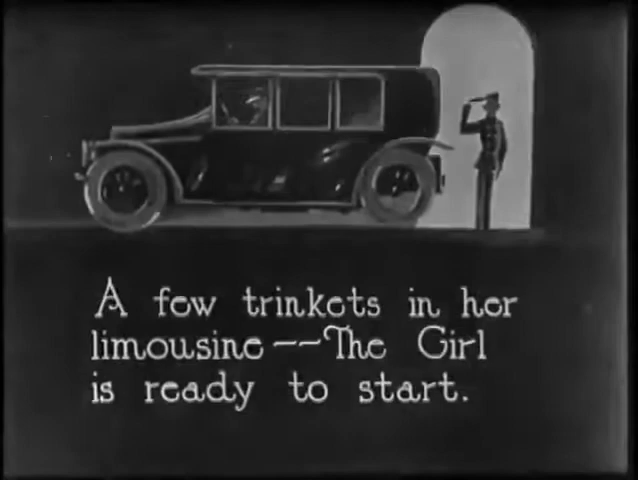 A few trinkets in her
limousine -- The Girl
is ready to start.